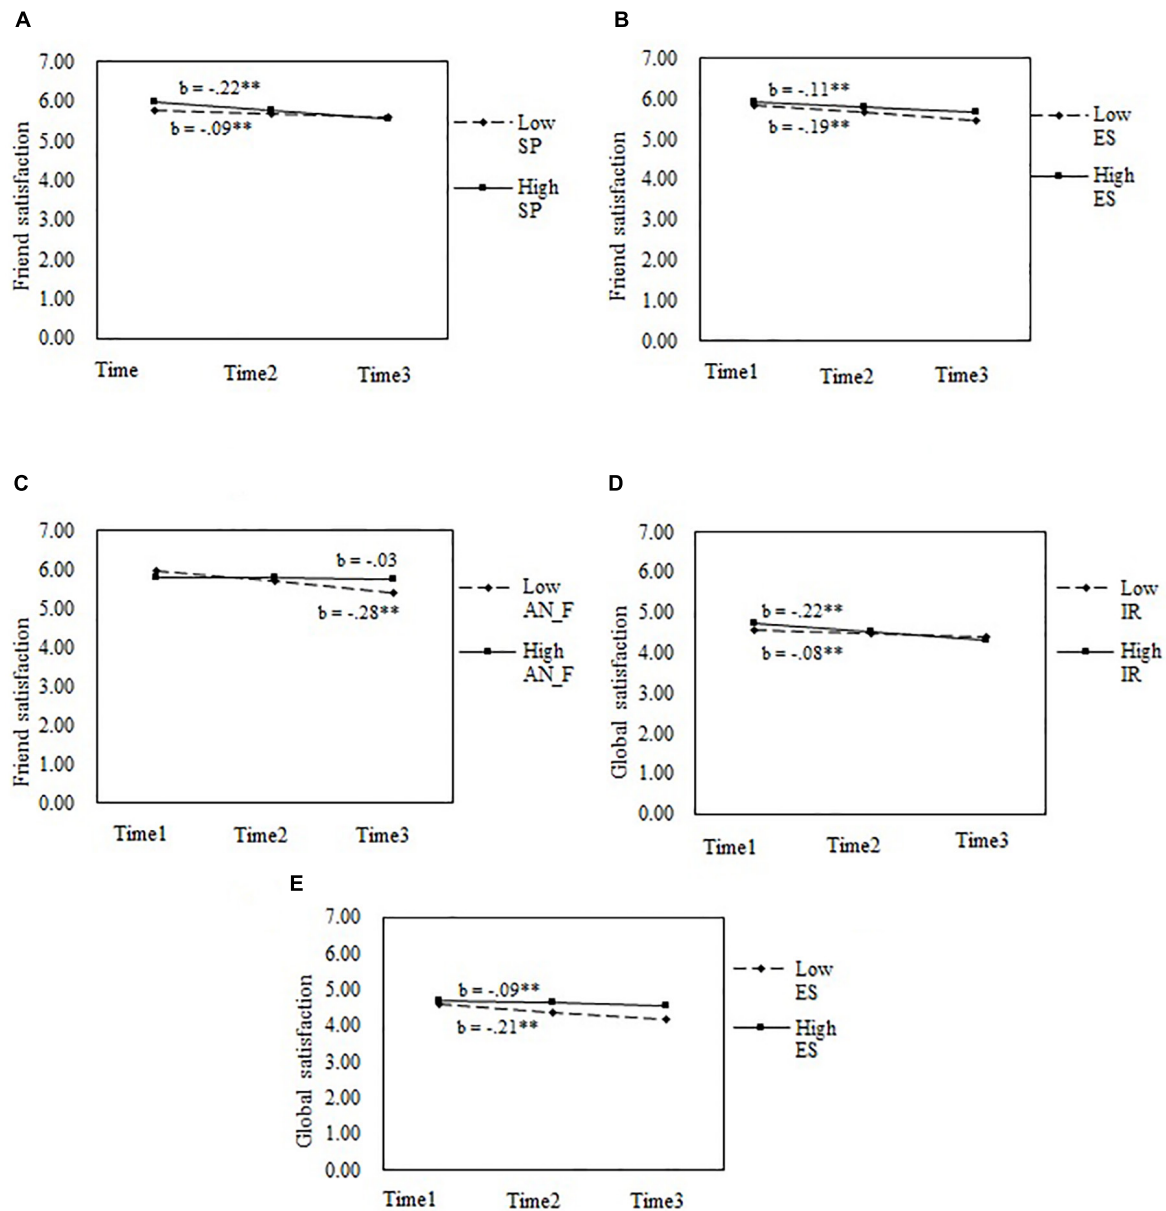 A
7.00
6.00
5.00
4.00
3.00
2.00
1.00
0.00
Friend satisfaction
b = -.22**
b = -.09**
Time
Time2
Time3
Low
SP
High
SP
B
7.00
6.00
5.00
4.00
3.00
2.00
1.00
0.00
Friend satisfaction
b = -.11**
b = -.19**
Time1
Time2
Time3
Low
ES
High
ES
C
7.00
6.00
5.00
4.00
3.00
2.00
1.00
0.00
Friend satisfaction
b = -.03
b = -.28**
Time1
Time2
Time3
Low
AN_F
High
AN_F
D
7.00
6.00
5.00
4.00
3.00
2.00
1.00
0.00
Global satisfaction
b = -.22**
b = -.08**
Time1
Time2
Time3
Low
IR
High
IR
E
7.00
6.00
5.00
4.00
3.00
2.00
1.00
0.00
Global satisfaction
b = -.09**
b = -.21**
Time1
Time2
Time3
Low
ES
High
ES